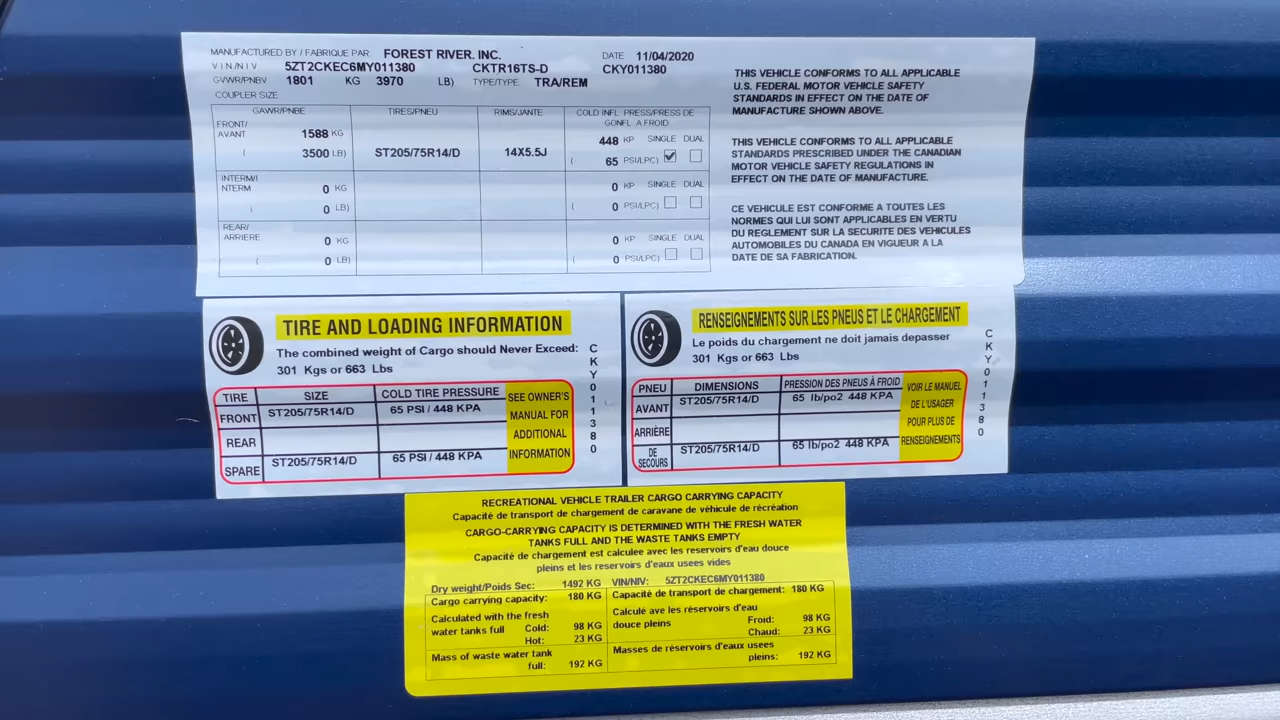 MANUFACTURED BY / FABRIQUE PAR: FOREST RIVER, INC. DATE 11/04/2020
V I N / N I V 5ZT2CKEC6MY011380 CKTR16TS-D CKY011380
GVWR/PNBV 1801 KG 3970 LB) TYPE/TYPE TRA/REM
COUPLER SIZE
GAWR/PNBE TIRES/PNEU RIMS/JANTE COLD INFL. PRESS/PRESS DE
GONFL A FROID
FRONT/
AVANT 1588 KG 448 KP SINGLE DUAL
( 3500 LB) ST205/75R14/D 14X5.5J ( 65 PSI/LPC)
INTERM/I
NTERM 0 KG 0 KP SINGLE DUAL
( 0 LB) ( 0 PSI/LPC)
REAR/
ARRIERE 0 KG 0 KP SINGLE DUAL
( ( 0 LB) ( 0 PSI/LPC)
THIS VEHICLE CONFORMS TO ALL APPLICABLE
U.S. FEDERAL MOTOR VEHICLE SAFETY
STANDARDS IN EFFECT ON THE DATE OF
MANUFACTURE SHOWN ABOVE.
THIS VEHICLE CONFORMS TO ALL APPLICABLE
STANDARDS PRESCRIBED UNDER THE CANADIAN
MOTOR VEHICLE SAFETY REGULATIONS IN
EFFECT ON THE DATE OF MANUFACTURE.
CE VEHICULE EST CONFORME A TOUTES LES
NORMES QUI LUI SONT APPLICABLES EN VERTU
DU REGLEMENT SUR LA SECURITE DES VEHICULES
AUTOMOBILES DU CANADA EN VIGUEUR A LA
DATE DE SA FABRICATION.
TIRE AND LOADING INFORMATION
The combined weight of Cargo should Never Exceed:
301 Kgs or 663 Lbs
TIRE SIZE COLD TIRE PRESSURE
FRONT ST205/75R14/D 65 PSI / 448 KPA
REAR
SPARE ST205/75R14/D 65 PSI / 448 KPA
SEE OWNER'S
MANUAL FOR
ADDITIONAL
INFORMATION
CKY011380
RENSEIGNEMENTS SUR LES PNEUS ET LE CHARGEMENT
Le poids du chargement ne doit jamais depasser
301 Kgs or 663 Lbs
PNEU DIMENSIONS PRESSION DES PNEUS À FROID
AVANT ST205/75R14/D 65 lb/po2 448 KPA
ARRIÈRE
DE
SECOURS ST205/75R14/D 65 lb/po2 448 KPA
VOIR LE MANUEL
DE L'USAGER
POUR PLUS DE
RENSEIGNEMENTS
CKY011380
RECREATIONAL VEHICLE TRAILER CARGO CARRYING CAPACITY
Capacité de transport de chargement de caravane de véhicule de récréation
CARGO-CARRYING CAPACITY IS DETERMINED WITH THE FRESH WATER
TANKS FULL AND THE WASTE TANKS EMPTY
Capacité de chargement est calculee avec les reservoirs d'eau douce
pleins et les reservoirs d'eaux usees vides
Dry weight/Poids Sec: 1492 KG VIN/NIV: 5ZT2CKEC6MY011380
Cargo carrying capacity: 180 KG
Calculated with the fresh
water tanks full Cold: 98 KG
Hot: 23 KG
Mass of waste water tank
full: 192 KG
Capacité de transport de chargement: 180 KG
Calculé ave les rèservoirs d'eau
douce pleins Froid: 98 KG
Chaud: 23 KG
Masses de réservoirs d'eaux usees
pleins: 192 KG